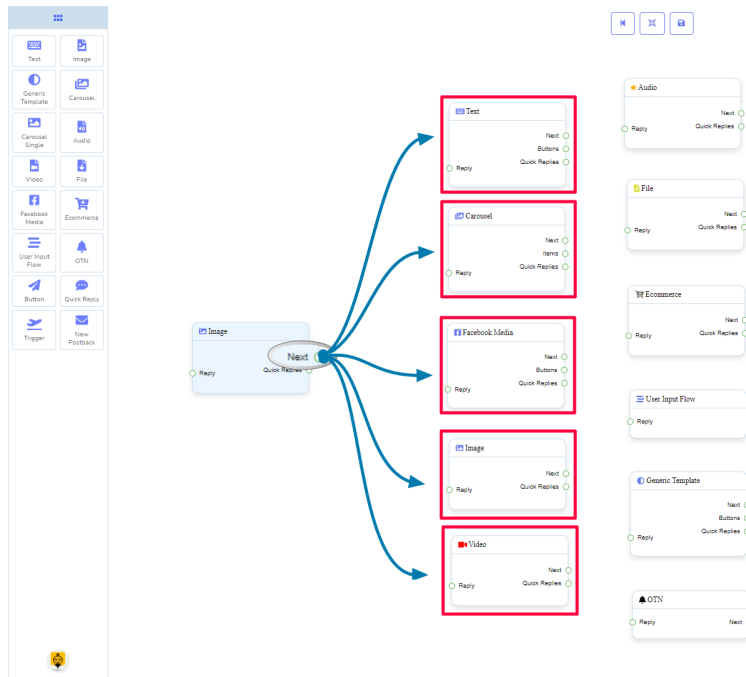 Text
Image
Generic
Template
Carousel
Carousel
Single
Audio
Video
File
Facebook
Media
Ecommerce
User Input
Flow
OTN
Button
Quick Reply
Trigger
New
Postback
Image
Next
Reply
Quick Replies
Text
Next
Buttons
Quick Replies
Reply
Carousel
Next
Items
Quick Replies
Reply
Facebook Media
Next
Buttons
Quick Replies
Reply
Image
Next
Quick Replies
Reply
Video
Next
Quick Replies
Reply
Audio
Next
Quick Replies
Reply
File
Next
Quick Replies
Reply
Ecommerce
Next
Quick Replies
Reply
User Input Flow
Reply
Generic Template
Next
Buttons
Quick Replies
Reply
OTN
Reply
Next